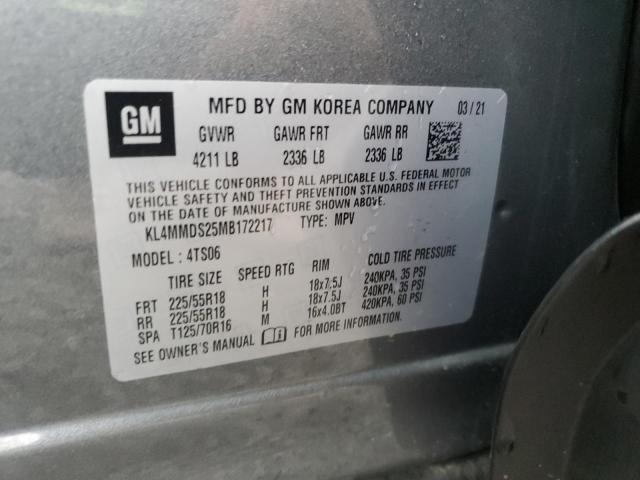 GM
MFD BY GM KOREA COMPANY 03/21
GVWR GAWR FRT GAWR RR
4211 LB 2336 LB 2336 LB
THIS VEHICLE CONFORMS TO ALL APPLICABLE U.S. FEDERAL MOTOR
VEHICLE SAFETY AND THEFT PREVENTION STANDARDS IN EFFECT
ON THE DATE OF MANUFACTURE SHOWN ABOVE.
KL4MMDS25MB172217 TYPE: MPV
MODEL: 4TS06
TIRE SIZE SPEED RTG RIM COLD TIRE PRESSURE
FRT 225/55R18 H 18x7.5J 240KPA, 35 PSI
RR 225/55R18 H 18x7.5J 240KPA, 35 PSI
SPA T125/70R16 M 16x4.0BT 420KPA, 60 PSI
SEE OWNER'S MANUAL FOR MORE INFORMATION.